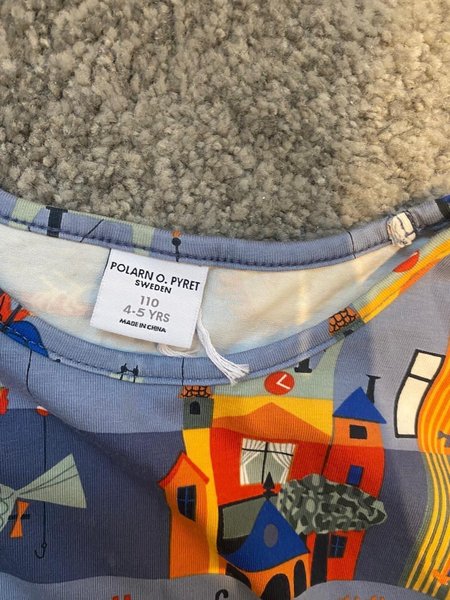 POLARN O. PYRET
SWEDEN
110
4-5 YRS
MADE IN CHINA